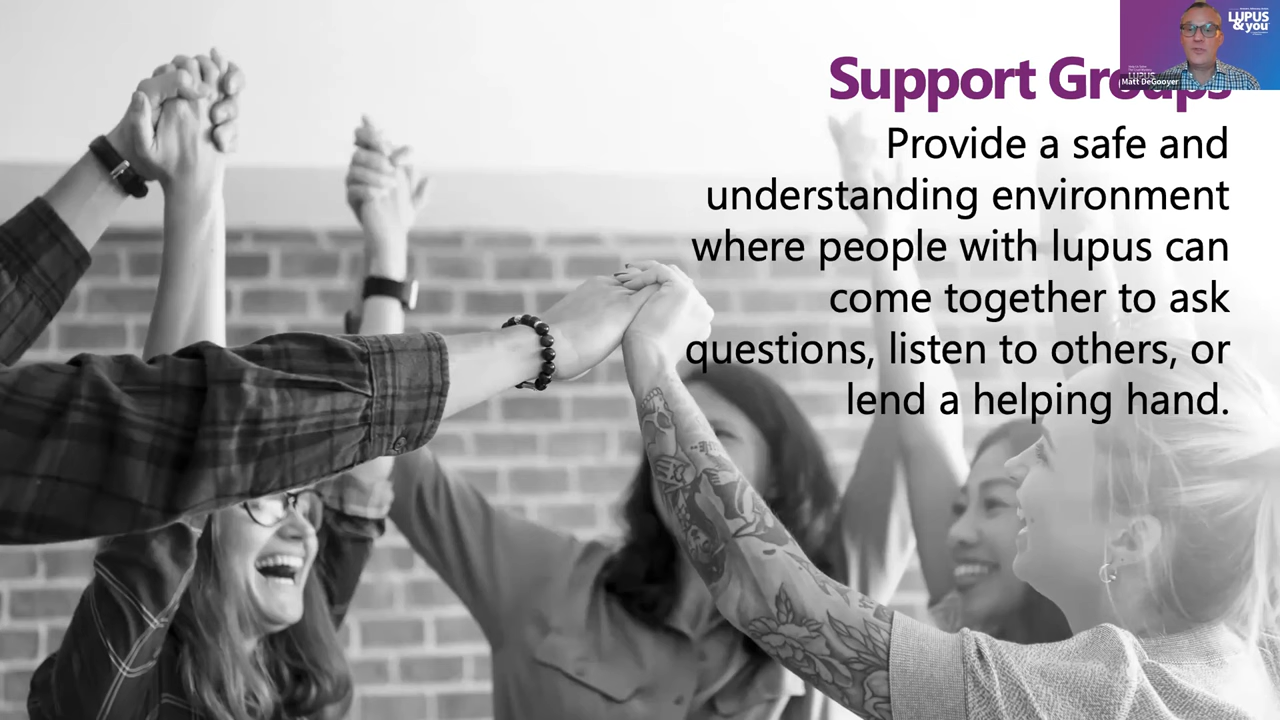 Support Groups
Provide a safe and
understanding environment
where people with lupus can
come together to ask
questions, listen to others, or
lend a helping hand.
LUPUS
&you
LUPUS
Matt DeGooyer